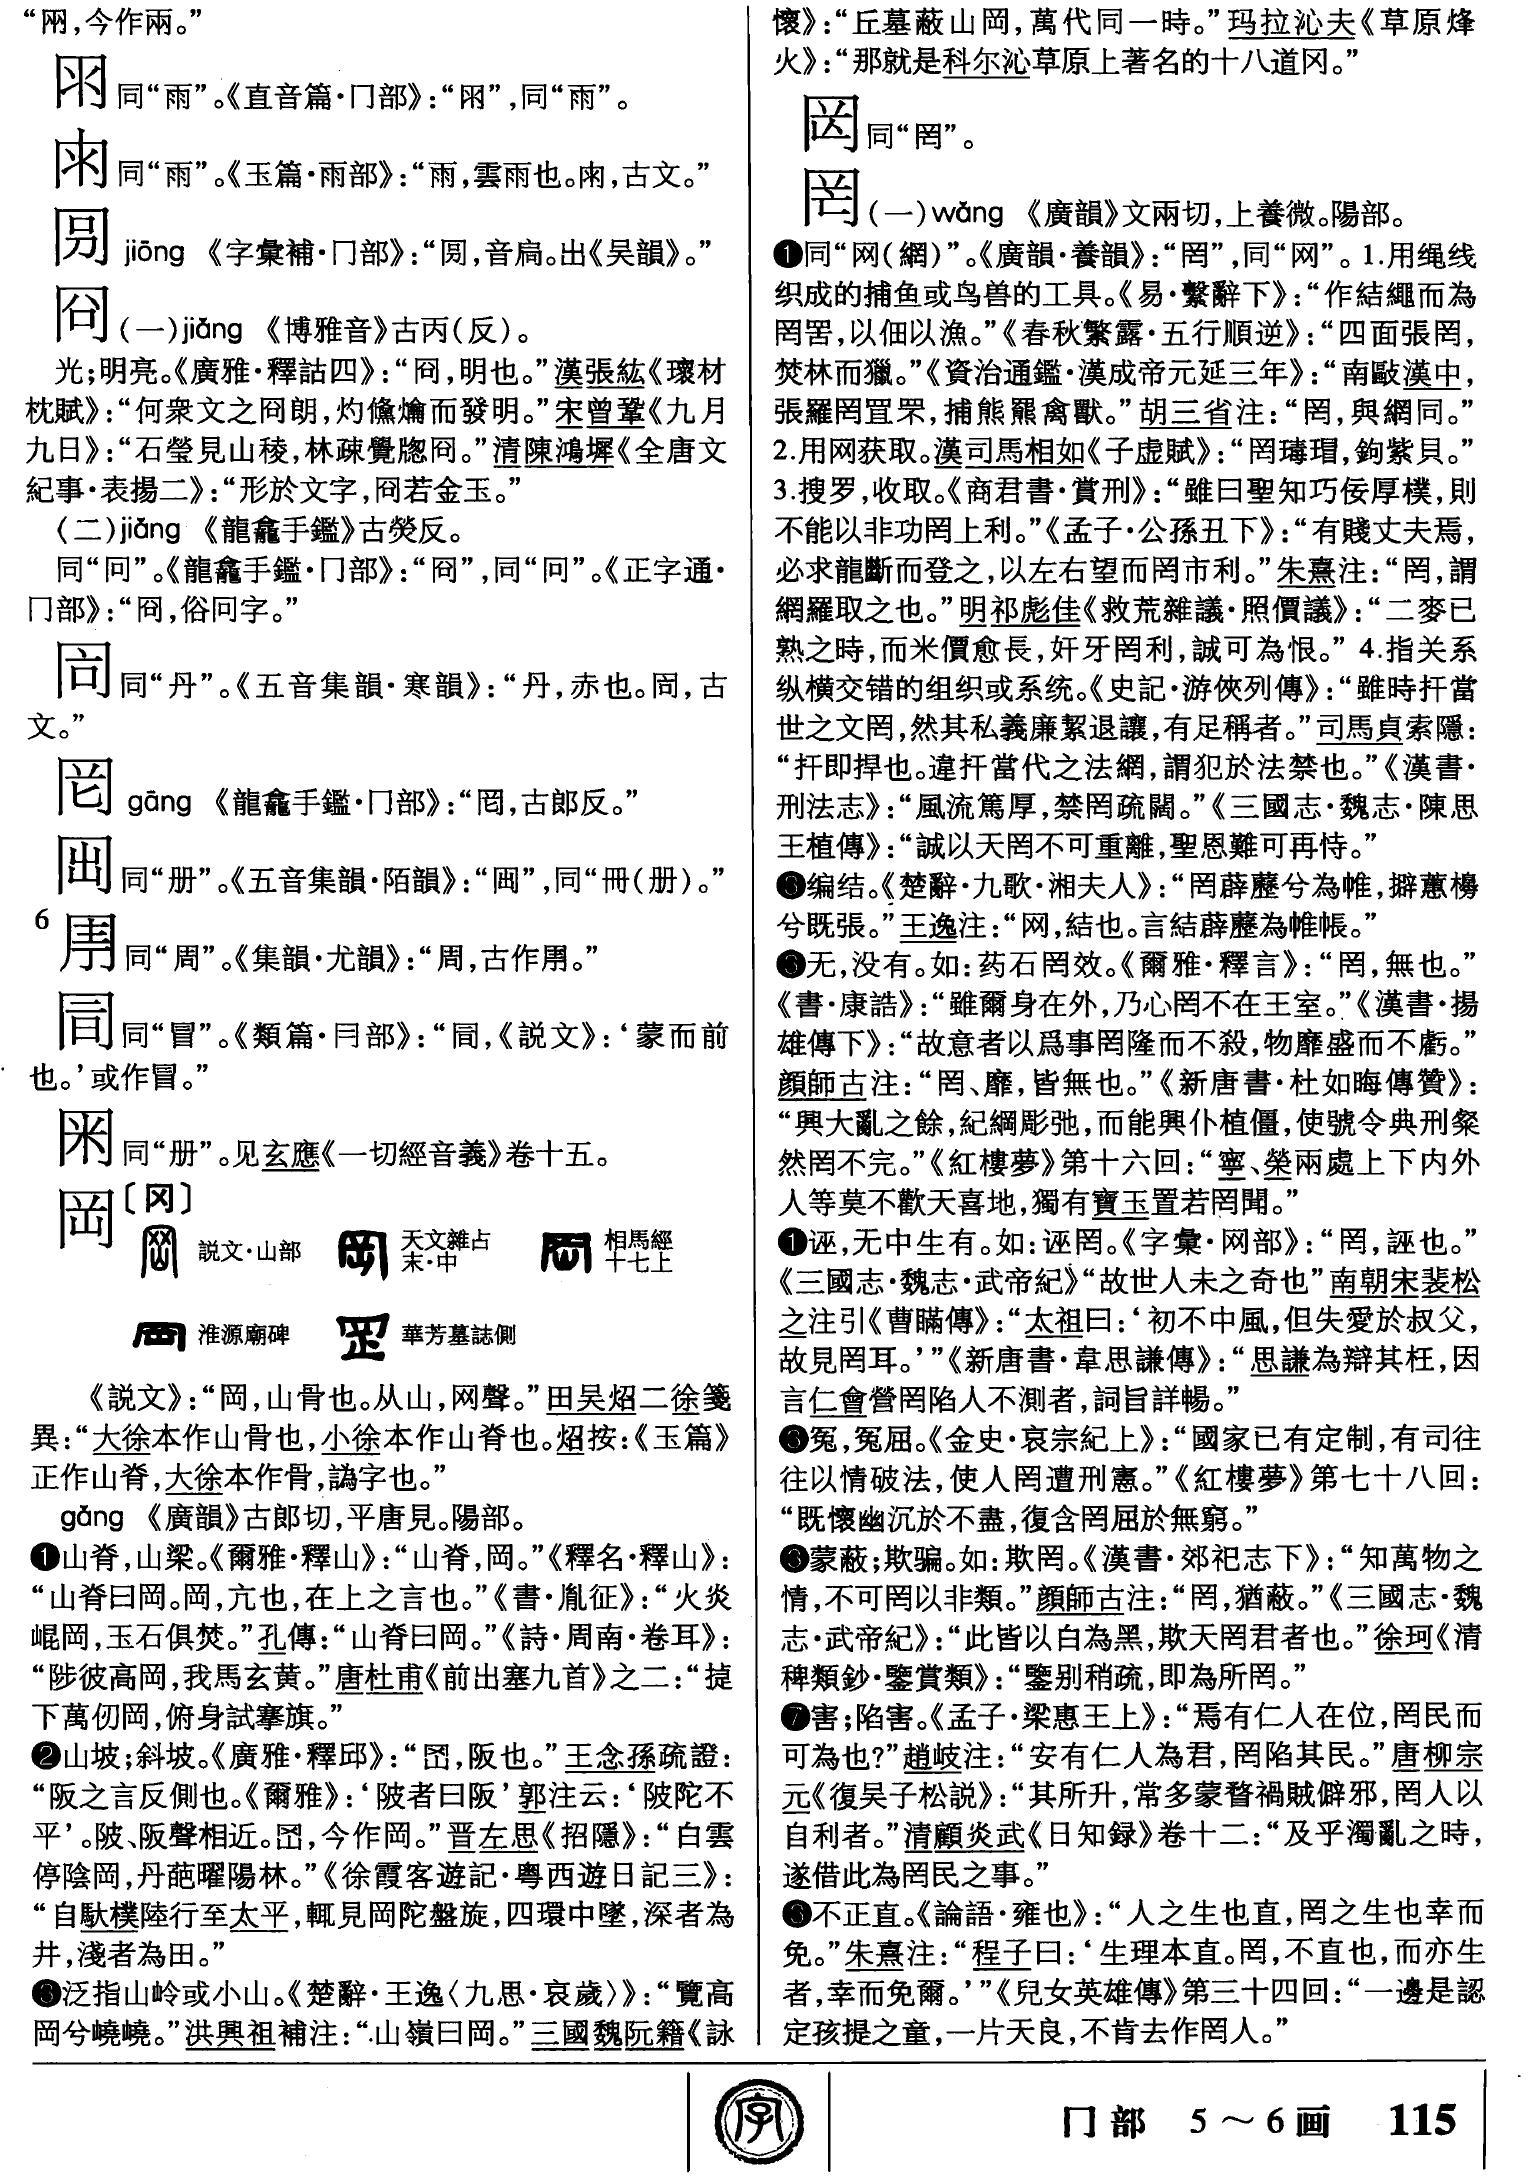 “㒳,今作兩。”
同“雨”。《直音篇·冂部》:“𠕒”,同“雨”。
同“雨”。《玉篇·雨部》:“雨,雲雨也。𠕘,古文。”
jiōng 《字彙補·冂部》:“,音扃。出《吴韻》。”
冏(一)jiǒng 《博雅音》古丙(反)。
光;明亮。《廣雅·釋詁四》:“冏,明也。”漢張紘《瓌材
枕賦》:“何衆文之冏朗,灼儵爚而發明。”宋曾鞏《九月
九日》:“石瑩見山稜,林疎覺牎冏。”清陳鴻墀《全唐文
紀事·表揚二》:“形於文字,冏若金玉。”
(二)jiǒng 《龍龕手鑑》古熒反。
同“冋”。《龍龕手鑑·冂部》:“冏”,同“冋”。《正字通·
冂部》:“冏,俗冋字。”
同“丹”。《五音集韻·寒韻》:“丹,赤也。,古
文。”
gāng 《龍龕手鑑·冂部》:“,古郎反。”
同“册”。《五音集韻·陌韻》:“”,同“冊(册)。”
6
同“周”。《集韻·尤韻》:“周,古作。”
同“冒”。《類篇·冃部》:“,《説文》:‘蒙而前
也。’或作冒。”
同“册”。见玄應《一切經音義》卷十五。
岡〔冈〕
説文·山部 天文雜占末·中 相馬經十七上
淮源廟碑 華芳墓誌側
《説文》:“岡,山骨也。从山,网聲。”田吴炤二徐箋
異:“大徐本作山骨也,小徐本作山脊也。炤按:《玉篇》
正作山脊,大徐本作骨,譌字也。”
gāng 《廣韻》古郎切,平唐見。陽部。
❶山脊,山梁。《爾雅·釋山》:“山脊,岡。”《釋名·釋山》:
“山脊曰岡。岡,亢也,在上之言也。”《書·胤征》:“火炎
崐岡,玉石俱焚。”孔傳:“山脊曰岡。”《詩·周南·卷耳》:
“陟彼高岡,我馬玄黄。”唐杜甫《前出塞九首》之二:“捷
下萬仞岡,俯身試搴旗。”
❷山坡;斜坡。《廣雅·釋邱》:“,阪也。”王念孫疏證:
“阪之言反側也。《爾雅》:‘陂者曰阪’郭注云:‘陂陀不
平’。陂、阪聲相近。,今作岡。”晋左思《招隱》:“白雲
停陰岡,丹葩曜陽林。”《徐霞客遊記·粤西遊日記三》:
“自馱樸陸行至太平,輒見岡陀盤旋,四環中墜,深者為
井,淺者為田。”
❸泛指山岭或小山。《楚辭·王逸〈九思·哀歲〉》:“覽高
岡兮嶢嶢。”洪興祖補注:“山嶺曰岡。”三國魏阮籍《詠
懷》:“丘墓蔽山岡,萬代同一時。”玛拉沁夫《草原烽
火》:“那就是科尔沁草原上著名的十八道冈。”
同“罔”。
(一)wǎng 《廣韻》文兩切,上養微。陽部。
❶同“网(網)”。《廣韻·養韻》:“罔”,同“网”。1.用绳线
织成的捕鱼或鸟兽的工具。《易·繫辭下》:“作結繩而為
罔罟,以佃以漁。”《春秋繁露·五行順逆》:“四面張罔,
焚林而獵。”《資治通鑑·漢成帝元延三年》:“南敺漢中,
張羅罔罝罘,捕熊羆禽獸。”胡三省注:“罔,與網同。”
2.用网获取。漢司馬相如《子虚賦》:“罔瑇瑁,鉤紫貝。”
3.搜罗,收取。《商君書·賞刑》:“雖曰聖知巧佞厚樸,則
不能以非功罔上利。”《孟子·公孫丑下》:“有賤丈夫焉,
必求龍斷而登之,以左右望而罔市利。”朱熹注:“罔,謂
網羅取之也。”明祁彪佳《救荒雜議·照價議》:“二麥已
熟之時,而米價愈長,奸牙罔利,誠可為恨。”4.指关系
纵横交错的组织或系统。《史記·游俠列傳》:“雖時扞當
世之文罔,然其私義廉絜退讓,有足稱者。”司馬貞索隱:
“扞即捍也。違扞當代之法網,謂犯於法禁也。”《漢書·
刑法志》:“風流篤厚,禁罔疏闊。”《三國志·魏志·陳思
王植傳》:“誠以天罔不可重離,聖恩難可再恃。”
❷编结。《楚辭·九歌·湘夫人》:“罔薜蘑兮為帷,擗蕙櫋
兮既張。”王逸注:“网,結也。言結薜蘑為帷帳。”
❸无,没有。如:药石罔效。《爾雅·釋言》:“罔,無也。”
《書·康誥》:“雖爾身在外,乃心罔不在王室。”《漢書·揚
雄傳下》:“故意者以爲事罔隆而不殺,物靡盛而不虧。”
顔師古注:“罔、靡,皆無也。”《新唐書·杜如晦傳贊》:
“興大亂之餘,紀綱彫弛,而能興仆植僵,使號令典刑粲
然罔不完。”《紅樓夢》第十六回:“寧、榮兩處上下内外
人等莫不歡天喜地,獨有寶玉置若罔聞。”
❹诬,无中生有。如:诬罔。《字彙·网部》:“罔,誣也。”
《三國志·魏志·武帝紀》“故世人未之奇也”南朝宋裴松
之注引《曹瞞傳》:“太祖曰:‘初不中風,但失愛於叔父,
故見罔耳。’”《新唐書·韋思謙傳》:“思謙為辯其枉,因
言仁會營罔陷人不測者,詞旨詳暢。”
❺冤,冤屈。《金史·哀宗紀上》:“國家已有定制,有司往
往以情破法,使人罔遭刑憲。”《紅樓夢》第七十八回:
“既懷幽沉於不盡,復含罔屈於無窮。”
❻蒙蔽;欺骗。如:欺罔。《漢書·郊祀志下》:“知萬物之
情,不可罔以非類。”顔師古注:“罔,猶蔽。”《三國志·魏
志·武帝紀》:“此皆以白為黑,欺天罔君者也。”徐珂《清
稗類鈔·鑒賞類》:“鑒别稍疏,即為所罔。”
❼害;陷害。《孟子·梁惠王上》:“焉有仁人在位,罔民而
可為也?”趙岐注:“安有仁人為君,罔陷其民。”唐柳宗
元《復吴子松説》:“其所升,常多蒙瞀禍賊僻邪,罔人以
自利者。”清顧炎武《日知録》卷十二:“及乎濁亂之時,
遂借此為罔民之事。”
❽不正直。《論語·雍也》:“人之生也直,罔之生也幸而
免。”朱熹注:“程子曰:‘生理本直。罔,不直也,而亦生
者,幸而免爾。’”《兒女英雄傳》第三十四回:“一邊是認
定孩提之童,一片天良,不肯去作罔人。”
字
冂部 5～6画 115